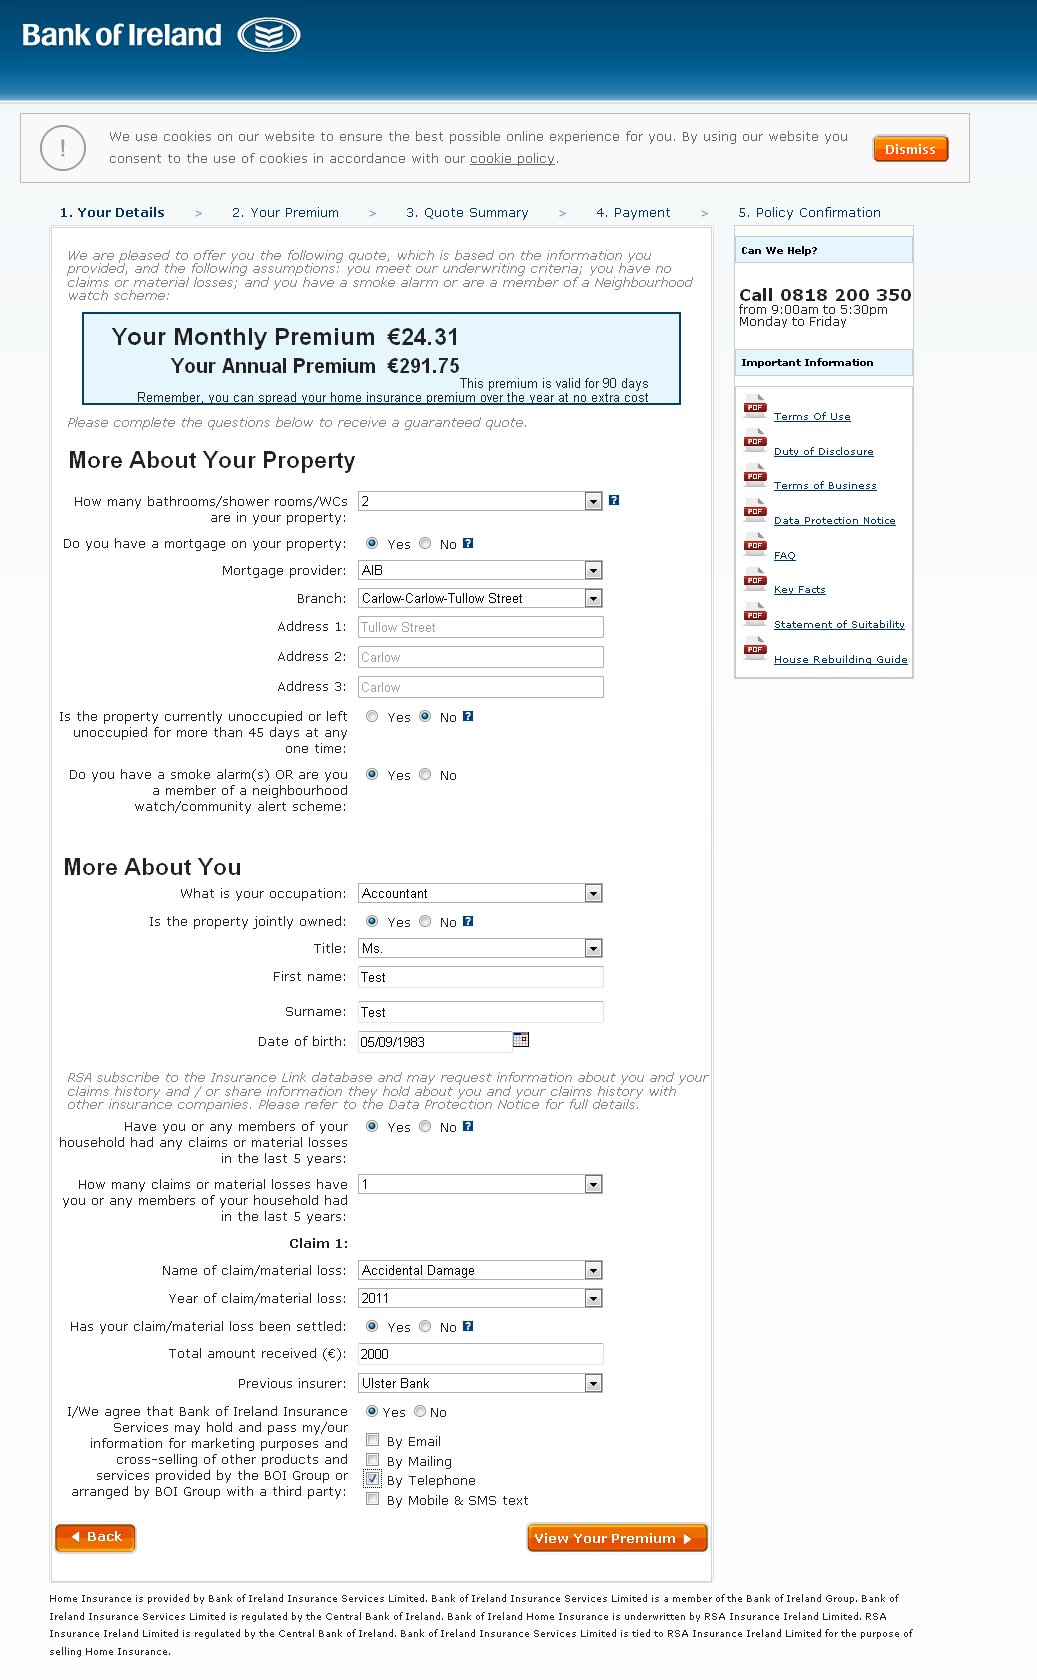 Bank of Ireland
We use cookies on our website to ensure the best possible online experience for you. By using our website you
consent to the use of cookies in accordance with our cookie policy.
Dismiss
1. Your Details > 2. Your Premium > 3. Quote Summary > 4. Payment > 5. Policy Confirmation
We are pleased to offer you the following quote, which is based on the information you
provided, and the following assumptions: you meet our underwriting criteria; you have no
claims or material losses; and you have a smoke alarm or are a member of a Neighbourhood
watch scheme:
Your Monthly Premium €24.31
Your Annual Premium €291.75
This premium is valid for 90 days
Remember, you can spread your home insurance premium over the year at no extra cost
Please complete the questions below to receive a guaranteed quote.
More About Your Property
How many bathrooms/shower rooms/WCs
are in your property:
2
?
Do you have a mortgage on your property: Yes No ?
Mortgage provider: AIB
Branch: Carlow-Carlow-Tullow Street
Address 1: Tullow Street
Address 2: Carlow
Address 3: Carlow
Is the property currently unoccupied or left
unoccupied for more than 45 days at any
one time:
Yes No ?
Do you have a smoke alarm(s) OR are you
a member of a neighbourhood
watch/community alert scheme:
Yes No
More About You
What is your occupation: Accountant
Is the property jointly owned: Yes No ?
Title: Ms.
First name: Test
Surname: Test
Date of birth: 05/09/1983
RSA subscribe to the Insurance Link database and may request information about you and your
claims history and / or share information they hold about you and your claims history with
other insurance companies. Please refer to the Data Protection Notice for full details.
Have you or any members of your
household had any claims or material losses
in the last 5 years:
Yes No ?
How many claims or material losses have
you or any members of your household had
in the last 5 years:
1
Claim 1:
Name of claim/material loss: Accidental Damage
Year of claim/material loss: 2011
Has your claim/material loss been settled: Yes No ?
Total amount received (€): 2000
Previous insurer: Ulster Bank
I/We agree that Bank of Ireland Insurance
Services may hold and pass my/our
information for marketing purposes and
cross-selling of other products and
services provided by the BOI Group or
arranged by BOI Group with a third party:
Yes No
By Email
By Mailing
By Telephone
By Mobile & SMS text
Back
View Your Premium
Can We Help?
Call 0818 200 350
from 9:00am to 5:30pm
Monday to Friday
Important Information
PDF Terms Of Use
PDF Duty of Disclosure
PDF Terms of Business
PDF Data Protection Notice
PDF FAQ
PDF Key Facts
PDF Statement of Suitability
PDF House Rebuilding Guide
Home Insurance is provided by Bank of Ireland Insurance Services Limited. Bank of Ireland Insurance Services Limited is a member of the Bank of Ireland Group. Bank of
Ireland Insurance Services Limited is regulated by the Central Bank of Ireland. Bank of Ireland Home Insurance is underwritten by RSA Insurance Ireland Limited. RSA
Insurance Ireland Limited is regulated by the Central Bank of Ireland. Bank of Ireland Insurance Services Limited is tied to RSA Insurance Ireland Limited for the purpose of
selling Home Insurance.